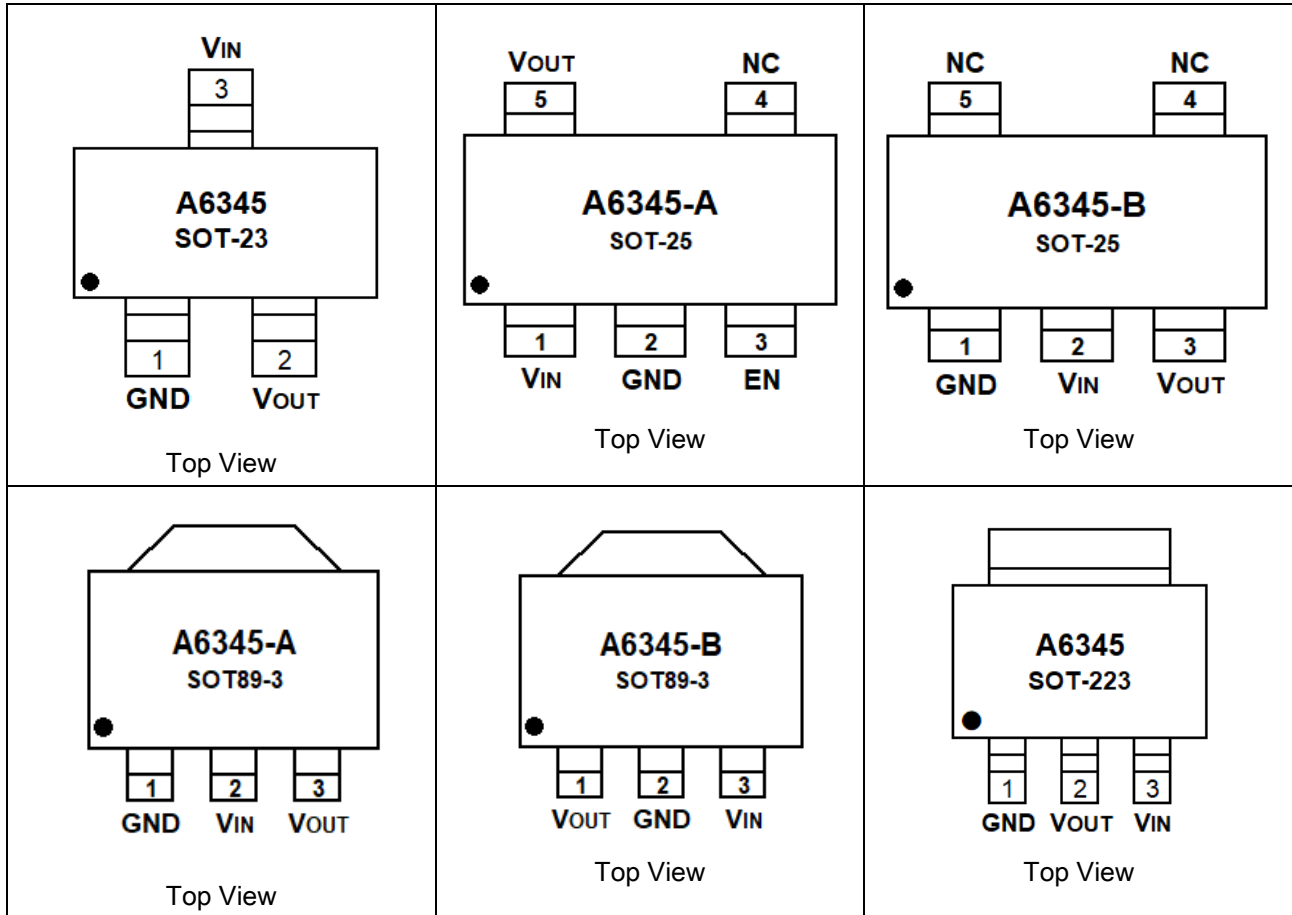 VIN
3
A6345
SOT-23
1 2
GND VOUT
Top View
VOUT NC
5 4
A6345-A
SOT-25
1 2 3
VIN GND EN
Top View
NC NC
5 4
A6345-B
SOT-25
1 2 3
GND VIN VOUT
Top View
A6345-A
SOT89-3
1 2 3
GND VIN VOUT
Top View
A6345-B
SOT89-3
1 2 3
VOUT GND VIN
Top View
A6345
SOT-223
1 2 3
GND VOUT VIN
Top View